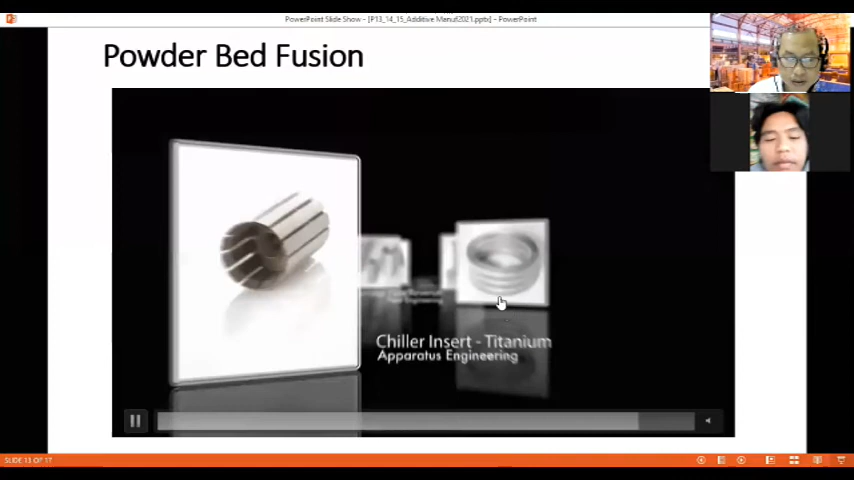 PowerPoint Slide Show - [P13_14_15_Additive Manuf2021.pptx] - PowerPoint
Powder Bed Fusion
Chiller Insert - Titanium
Apparatus Engineering
SLIDE 13 OF 17